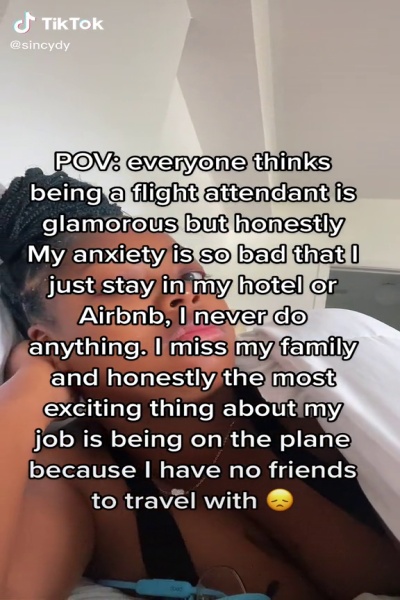 TikTok
@sincydy
POV: everyone thinks
being a flight attendant is
glamorous but honestly
My anxiety is so bad that I
just stay in my hotel or
Airbnb, I never do
anything. I miss my family
and honestly the most
exciting thing about my
job is being on the plane
because I have no friends
to travel with 😞